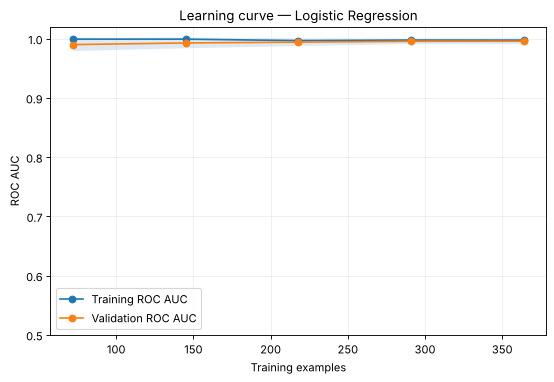 Learning curve — Logistic Regression
ROC AUC
1.0
0.9
0.8
0.7
0.6
0.5
Training ROC AUC
Validation ROC AUC
100
150
200
250
300
350
Training examples